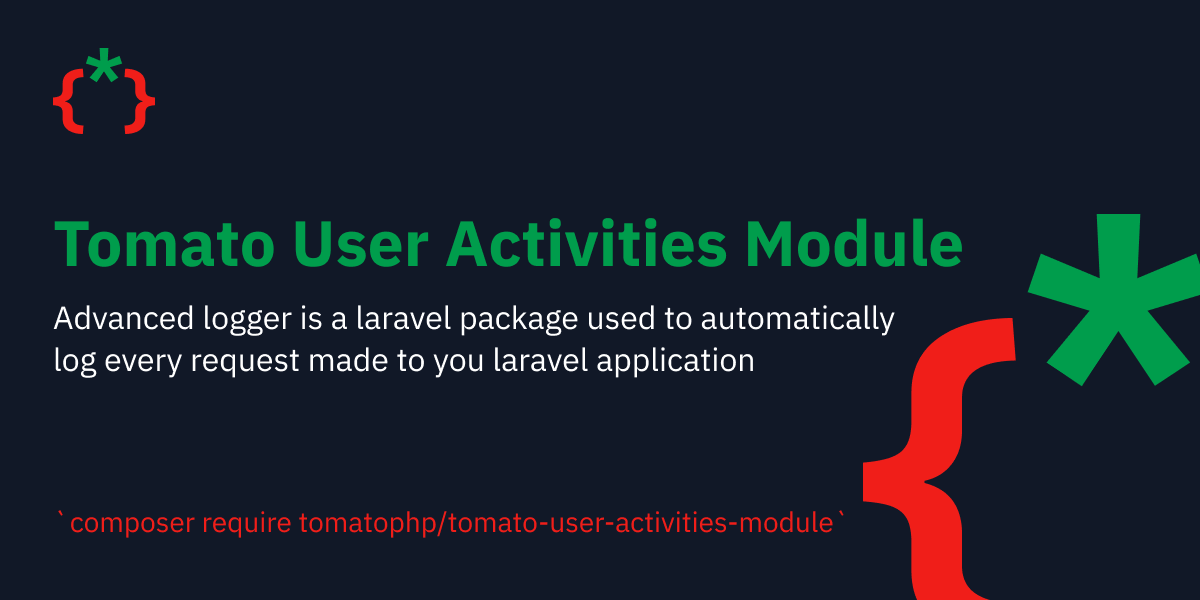 {*}
Tomato User Activities Module
Advanced logger is a laravel package used to automatically
log every request made to you laravel application
`composer require tomatophp/tomato-user-activities-module`